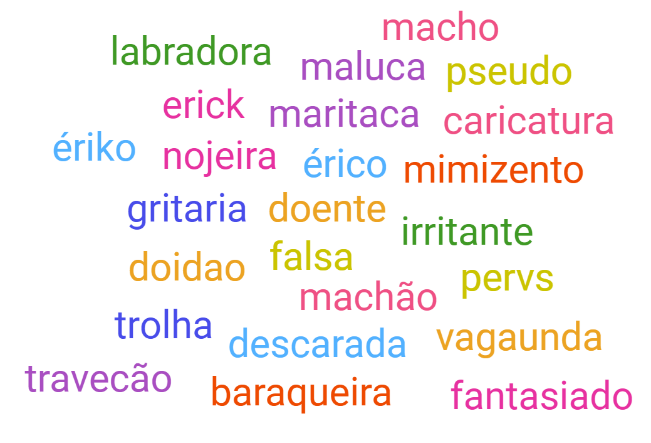 macho
labradora
maluca
pseudo
erick
maritaca
caricatura
ériko
nojeira
érico
mimizento
gritaria
doente
irritante
doidao
falsa
pervs
machão
trolha
descarada
vagaunda
travecão
baraqueira
fantasiado